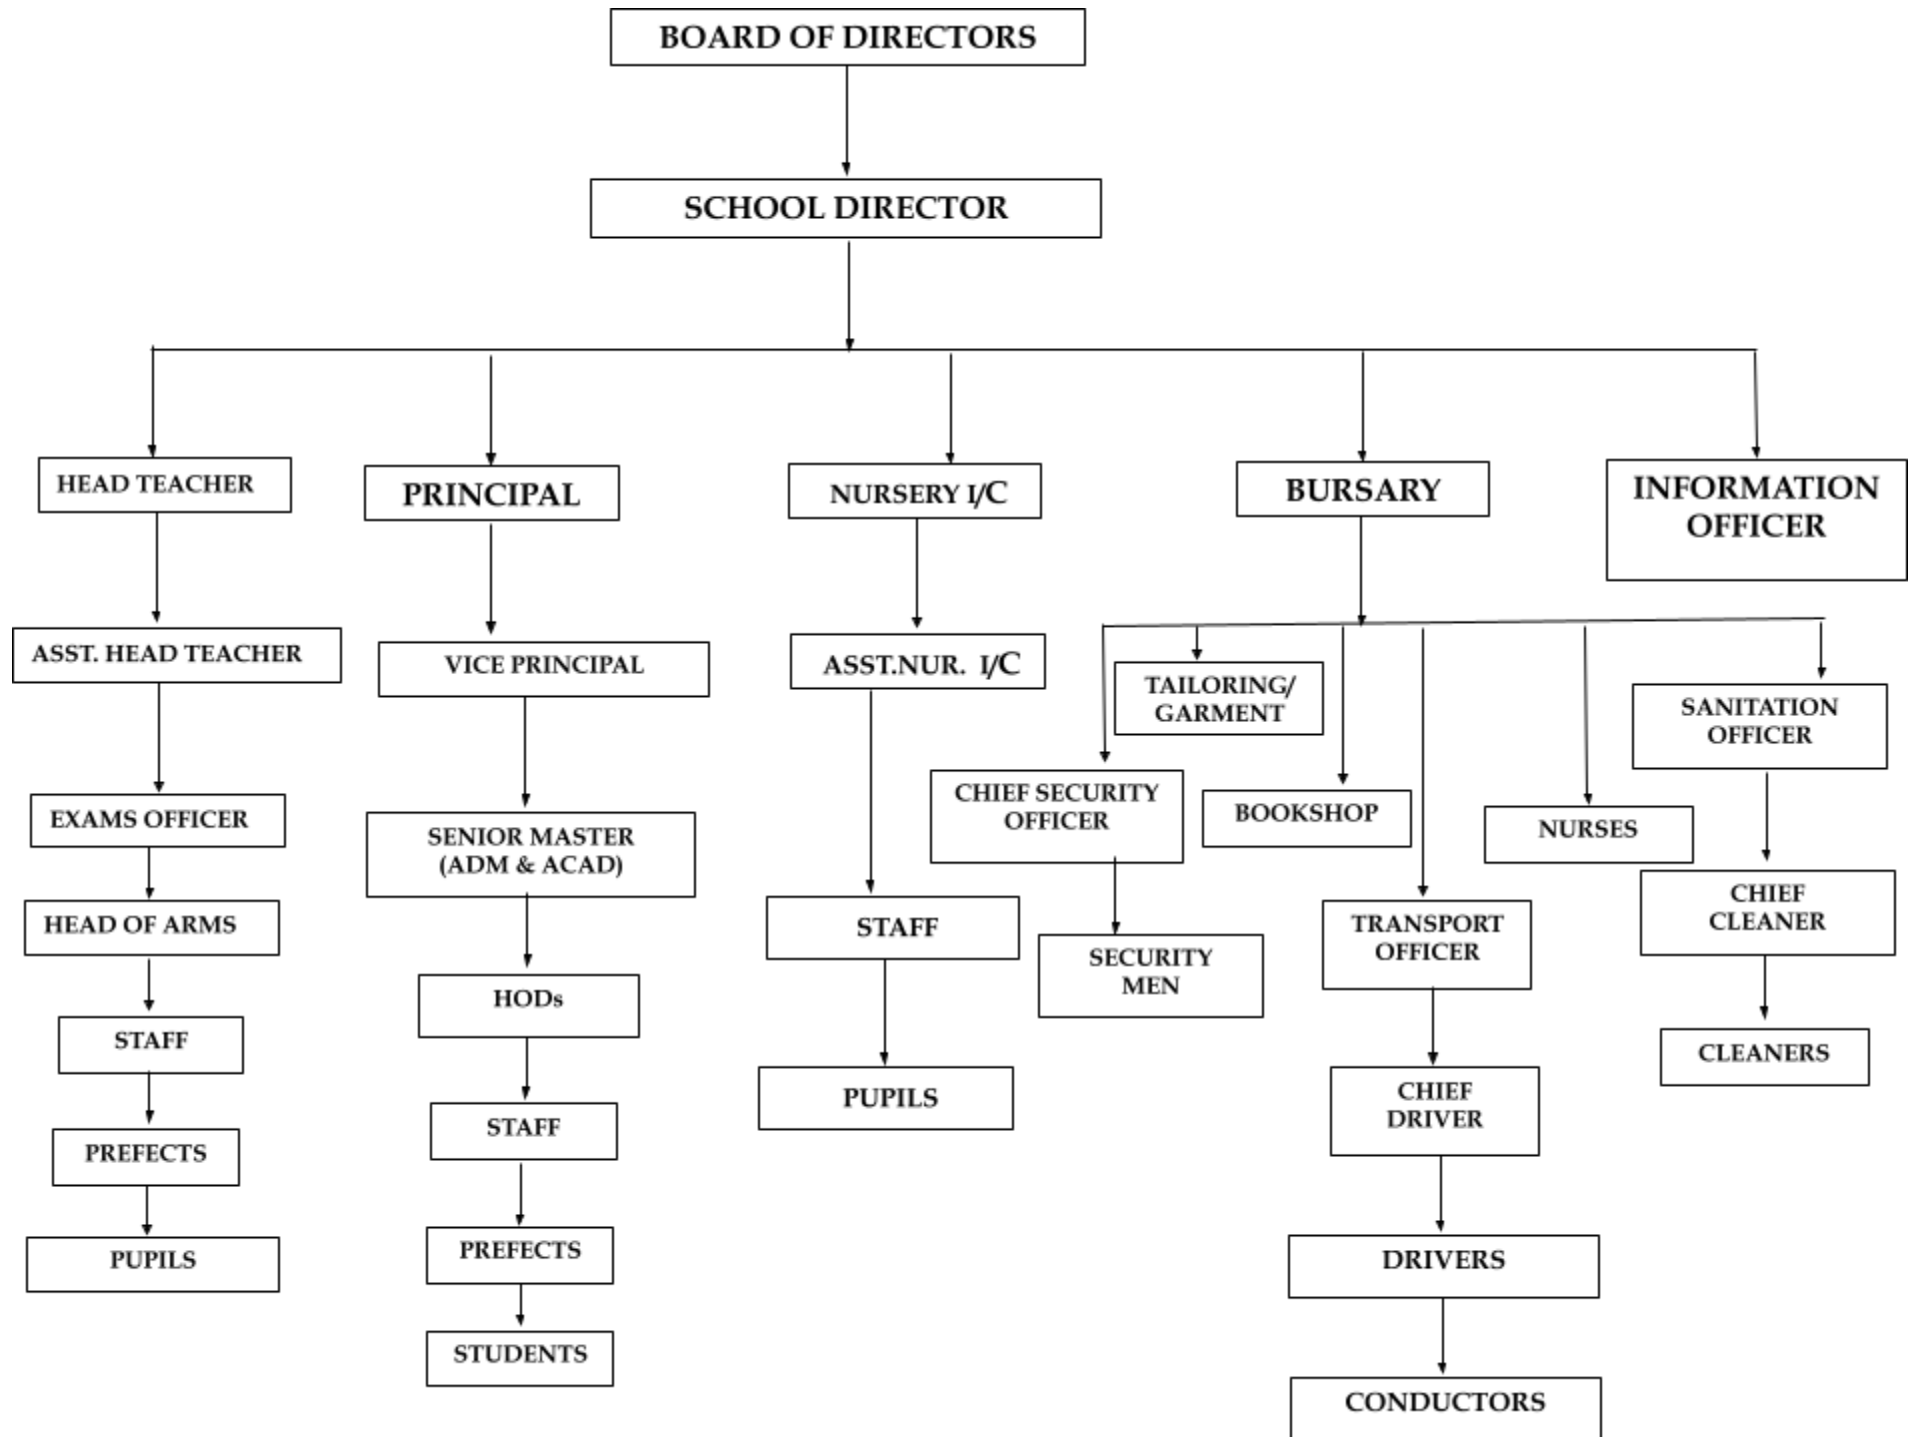 BOARD OF DIRECTORS
SCHOOL DIRECTOR
HEAD TEACHER
PRINCIPAL
NURSERY I/C
BURSARY
INFORMATION
OFFICER
ASST. HEAD TEACHER
VICE PRINCIPAL
ASST.NUR. I/C
TAILORING/
GARMENT
SANITATION
OFFICER
EXAMS OFFICER
SENIOR MASTER
(ADM & ACAD)
CHIEF SECURITY
OFFICER
BOOKSHOP
NURSES
HEAD OF ARMS
STAFF
CHIEF
CLEANER
TRANSPORT
OFFICER
SECURITY
MEN
HODs
STAFF
CLEANERS
PUPILS
CHIEF
DRIVER
STAFF
PREFECTS
PREFECTS
DRIVERS
PUPILS
STUDENTS
CONDUCTORS